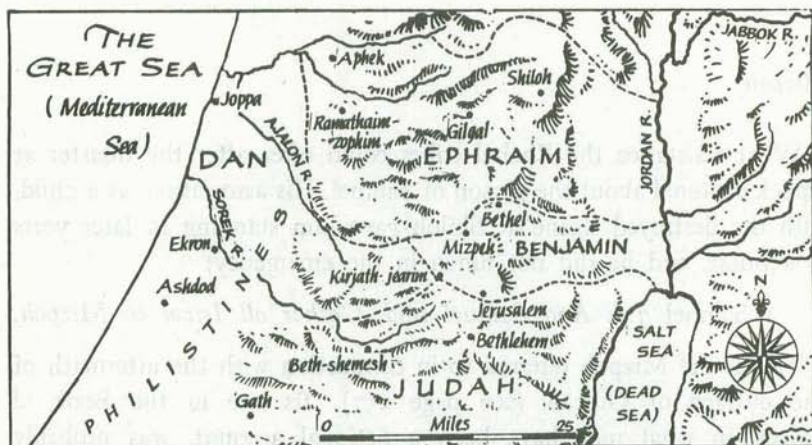 THE
GREAT SEA
(Mediterranean
Sea)
JABBOK R.
Aphek
Shiloh
Joppa
Ramathaim-
zophim
Gilgal
AJALON R.
DAN
EPHRAIM
JORDAN R.
Bethel
SOREK R.
Ekron
Mizpeh
BENJAMIN
Kirjath-jearim
Ashdod
Jerusalem
N
Bethlehem
SALT
SEA
Beth-shemesh
(DEAD
SEA)
JUDAH
PHILISTINES
Gath
0 Miles 25